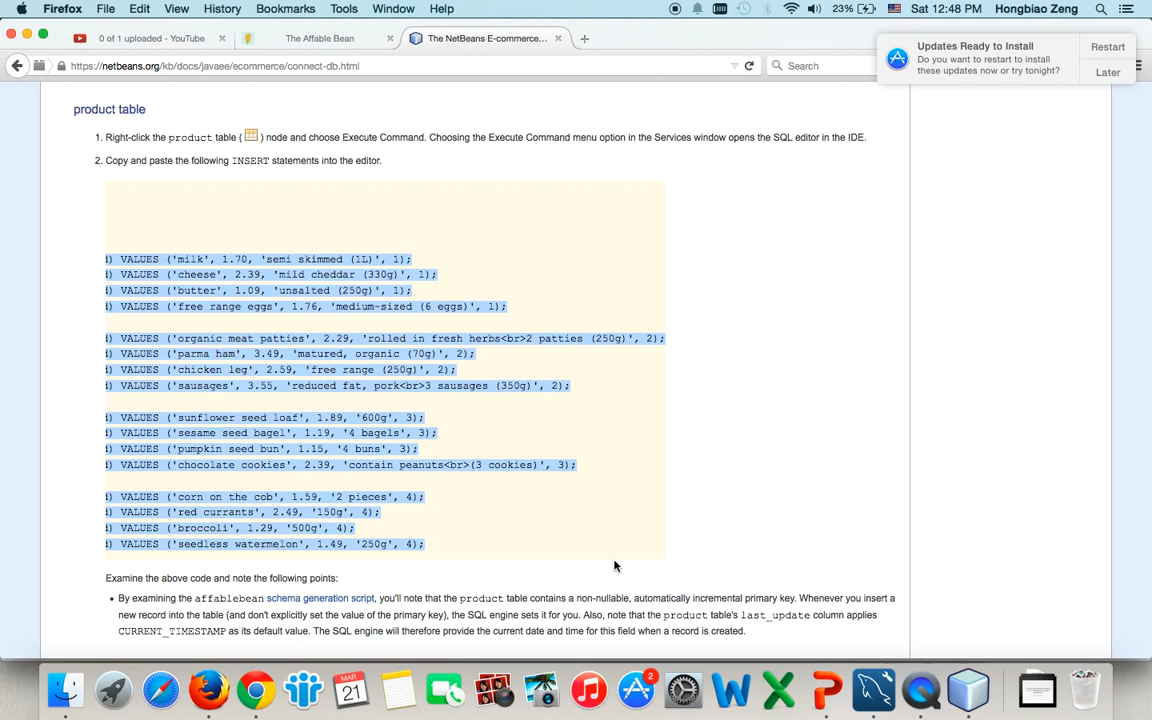 Firefox File Edit View History Bookmarks Tools Window Help 23% Sat 12:48 PM Hongbiao Zeng
0 of 1 uploaded - YouTube The Affable Bean The NetBeans E-commerce...
https://netbeans.org/kb/docs/javaee/ecommerce/connect-db.html Search
Updates Ready to Install
Do you want to restart to install
these updates now or try tonight?
Restart
Later
product table
1. Right-click the product table ( ) node and choose Execute Command. Choosing the Execute Command menu option in the Services window opens the SQL editor in the IDE.
2. Copy and paste the following INSERT statements into the editor.
d) VALUES ('milk', 1.70, 'semi skimmed (1L)', 1);
d) VALUES ('cheese', 2.39, 'mild cheddar (330g)', 1);
d) VALUES ('butter', 1.09, 'unsalted (250g)', 1);
d) VALUES ('free range eggs', 1.76, 'medium-sized (6 eggs)', 1);
d) VALUES ('organic meat patties', 2.29, 'rolled in fresh herbs<br>2 patties (250g)', 2);
d) VALUES ('parma ham', 3.49, 'matured, organic (70g)', 2);
d) VALUES ('chicken leg', 2.59, 'free range (250g)', 2);
d) VALUES ('sausages', 3.55, 'reduced fat, pork<br>3 sausages (350g)', 2);
d) VALUES ('sunflower seed loaf', 1.89, '600g', 3);
d) VALUES ('sesame seed bagel', 1.19, '4 bagels', 3);
d) VALUES ('pumpkin seed bun', 1.15, '4 buns', 3);
d) VALUES ('chocolate cookies', 2.39, 'contain peanuts<br>(3 cookies)', 3);
d) VALUES ('corn on the cob', 1.59, '2 pieces', 4);
d) VALUES ('red currants', 2.49, '150g', 4);
d) VALUES ('broccoli', 1.29, '500g', 4);
d) VALUES ('seedless watermelon', 1.49, '250g', 4);
Examine the above code and note the following points:
• By examining the affablebean schema generation script, you'll note that the product table contains a non-nullable, automatically incremental primary key. Whenever you insert a
new record into the table (and don't explicitly set the value of the primary key), the SQL engine sets it for you. Also, note that the product table's last_update column applies
CURRENT_TIMESTAMP as its default value. The SQL engine will therefore provide the current date and time for this field when a record is created.
MAR
21
2